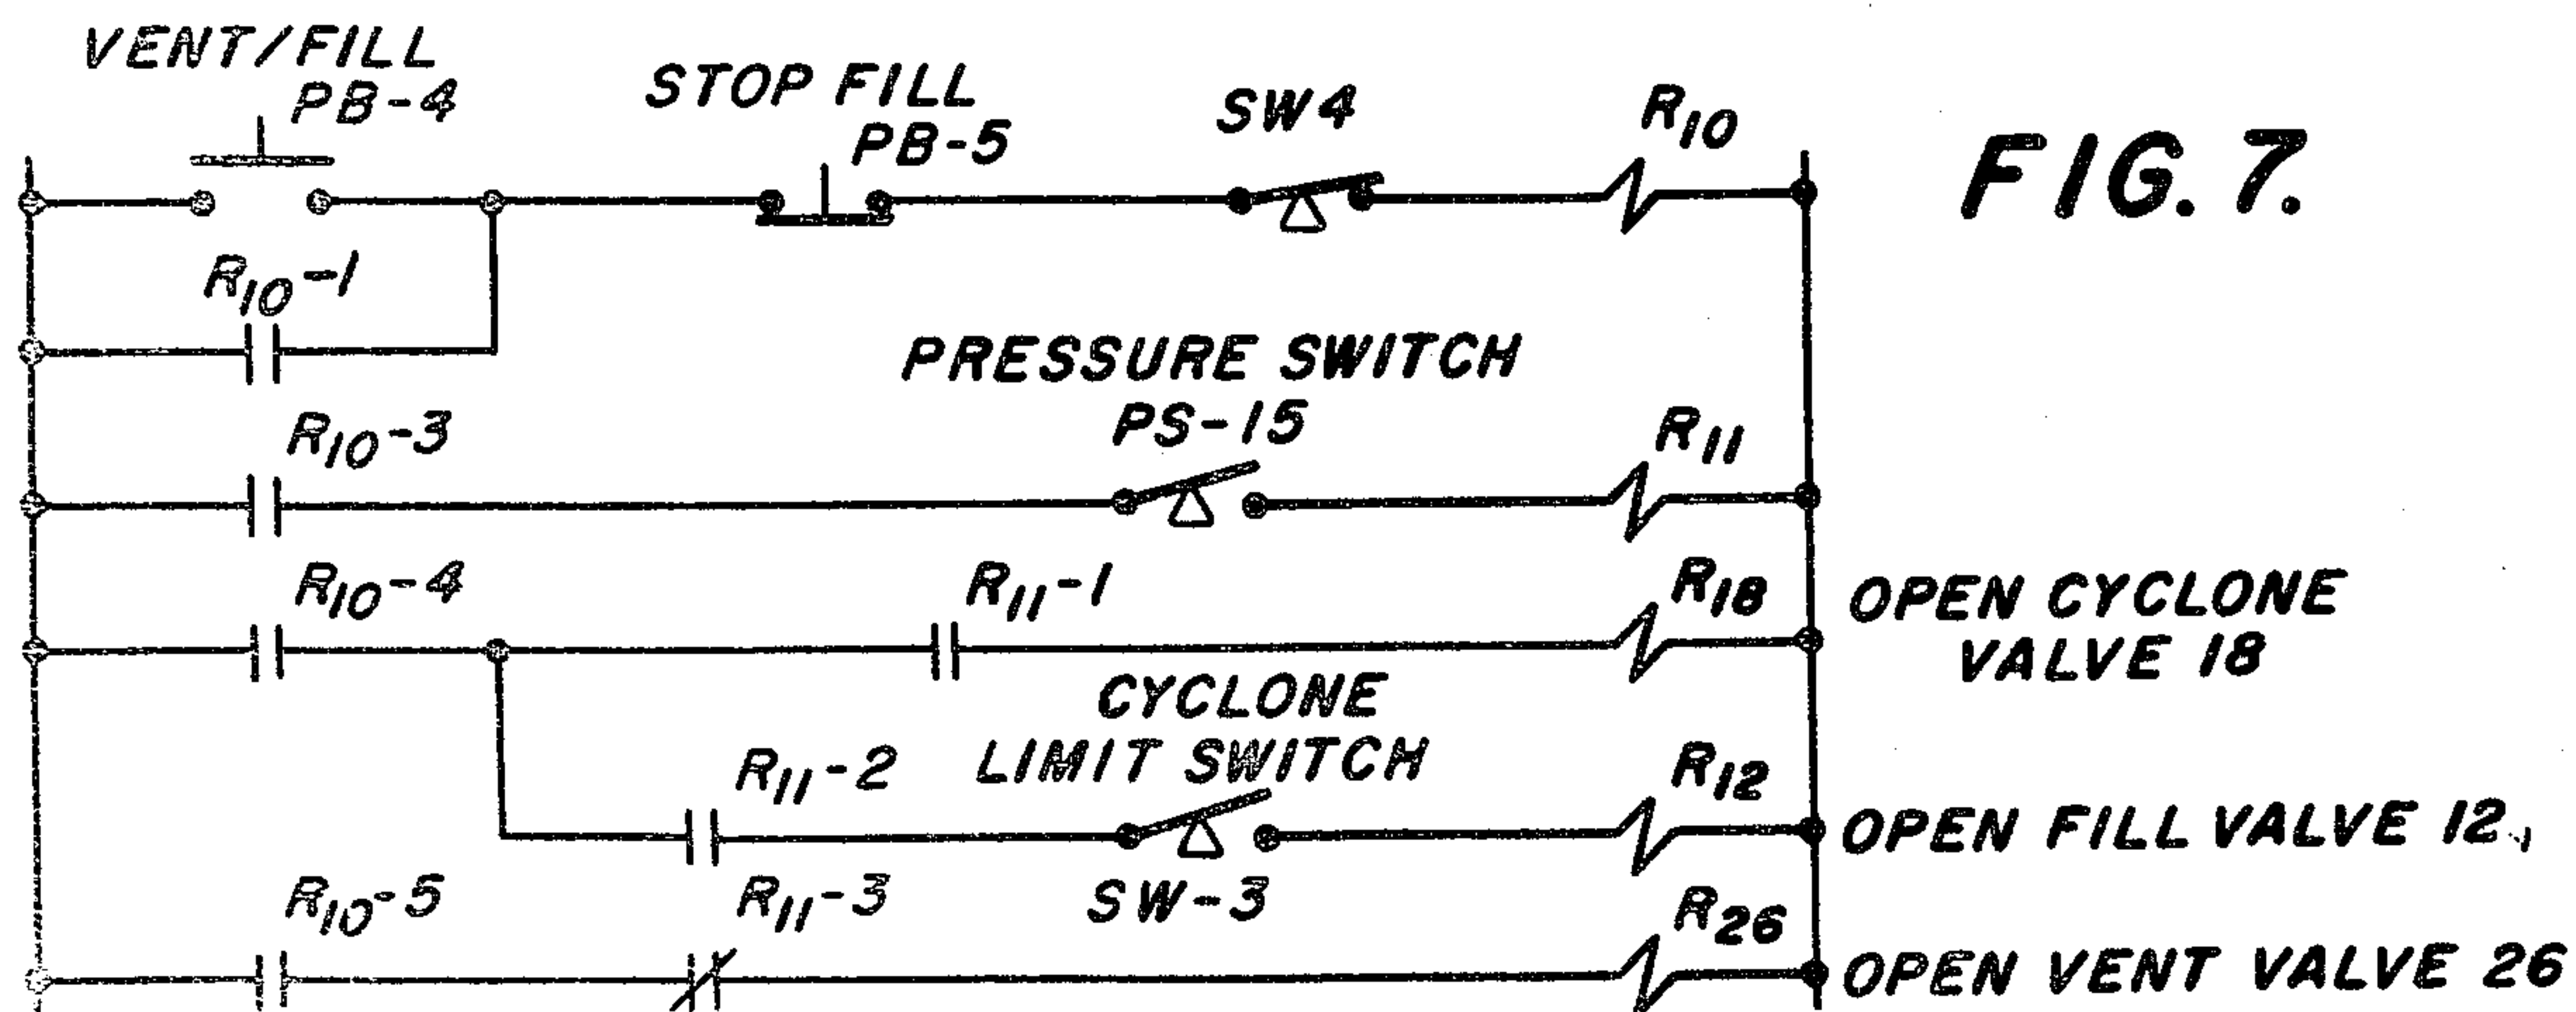 VENT/FILL
PB-4
STOP FILL
PB-5
SW4
R10
FIG. 7.
R10-1
PRESSURE SWITCH
PS-15
R10-3
R11
R10-4
R11-1
R18
OPEN CYCLONE
VALVE 18
CYCLONE
LIMIT SWITCH
R11-2
R12
OPEN FILL VALVE 12
SW-3
R10-5
R11-3
R26
OPEN VENT VALVE 26